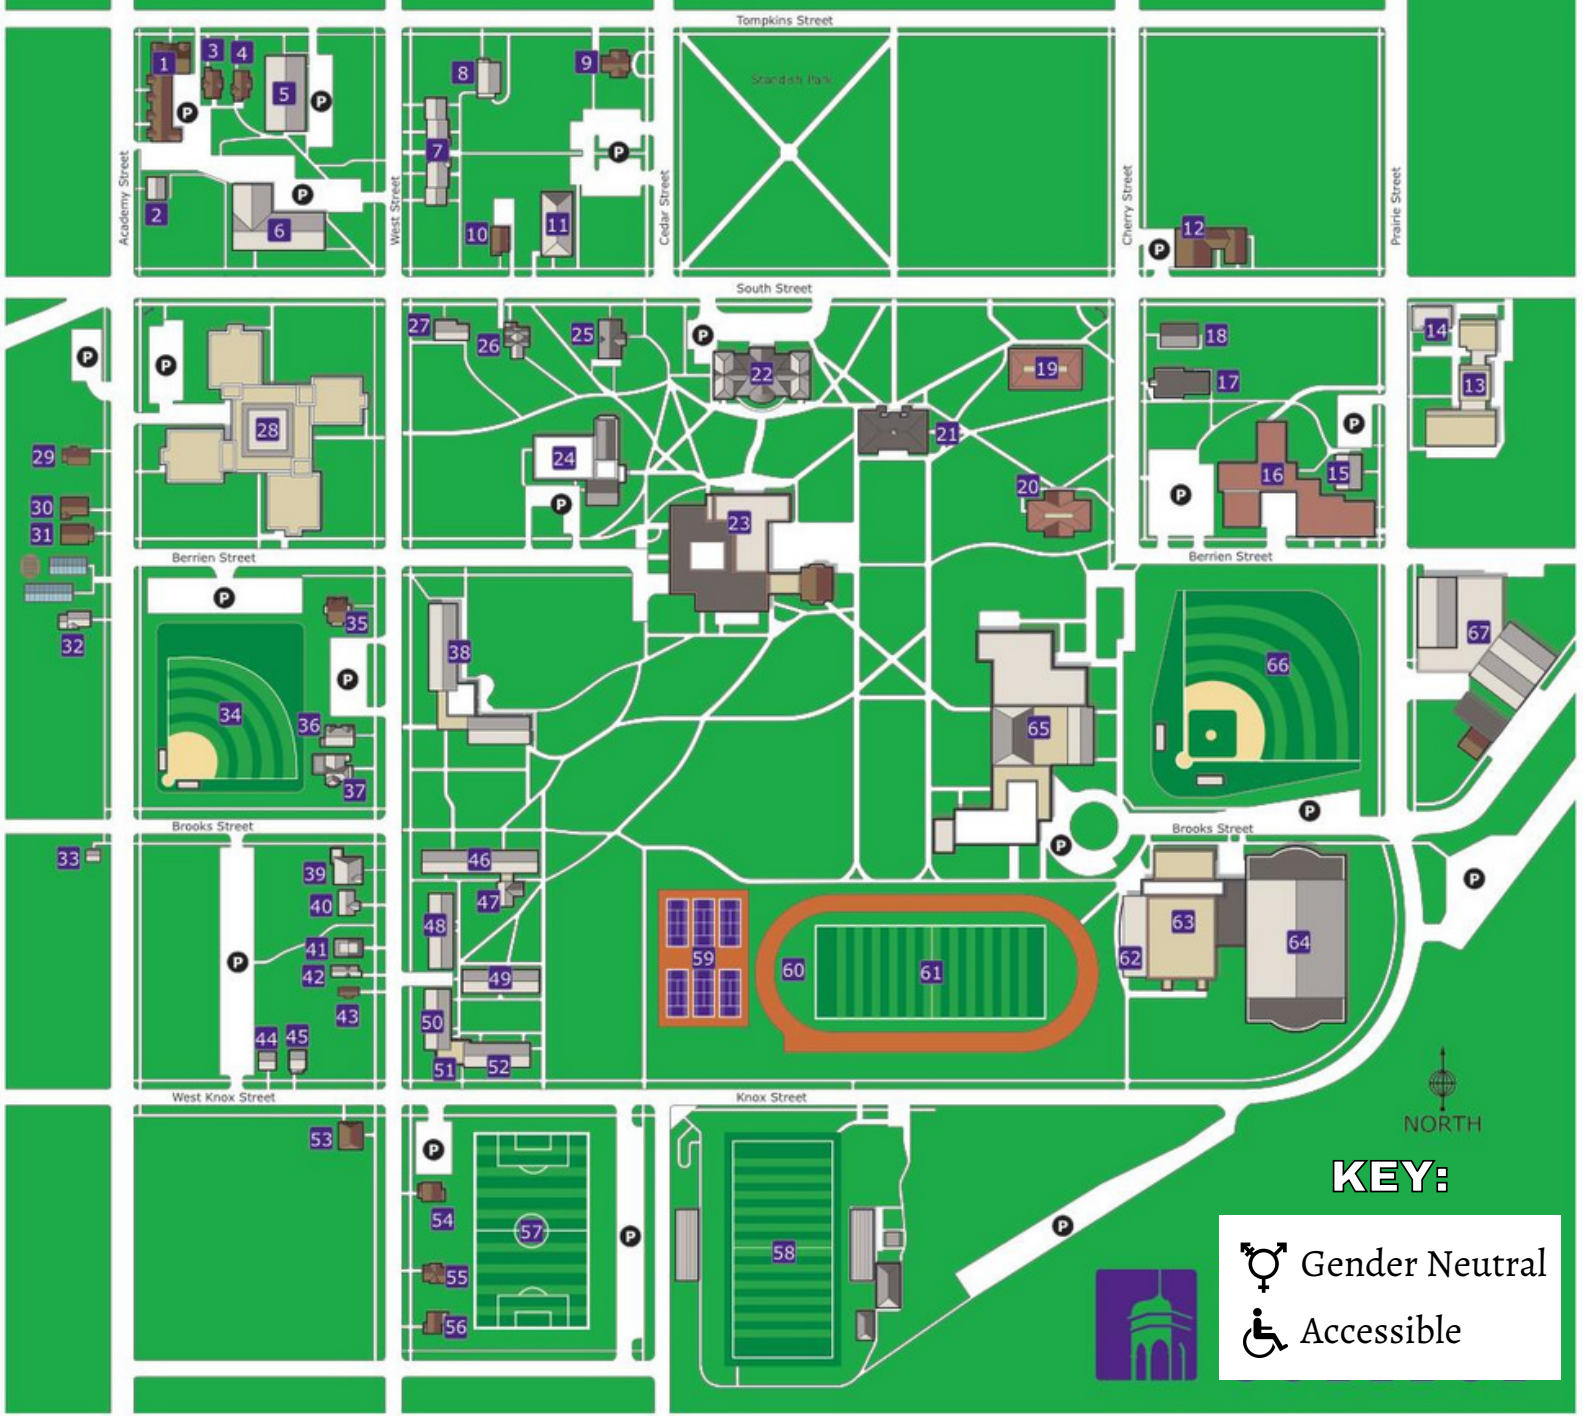 Tompkins Street
1
3
4
5
P
P
8
9
Standish Park
7
P
Academy Street
West Street
Cedar Street
Cherry Street
Prairie Street
2
P
6
10
11
12
P
South Street
27
26
25
P
22
19
18
17
14
13
P
P
28
24
21
P
16
15
29
30
31
P
23
20
P
Berrien Street
Berrien Street
P
35
32
38
P
34
36
37
65
66
67
P
Brooks Street
Brooks Street
33
39
46
P
P
40
47
48
41
42
P
49
59
60
61
62
63
64
43
50
44
45
51
52
West Knox Street
Knox Street
NORTH
53
P
54
57
P
58
P
55
56
KEY:
Gender Neutral
Accessible